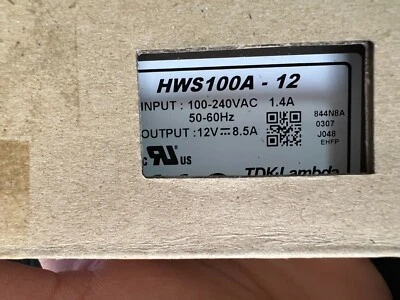 HWS100A - 12
INPUT : 100-240VAC 1.4A
50-60Hz
OUTPUT : 12V⎓8.5A
844N8A
0307
J048
EHFP
US
TDK-Lambda